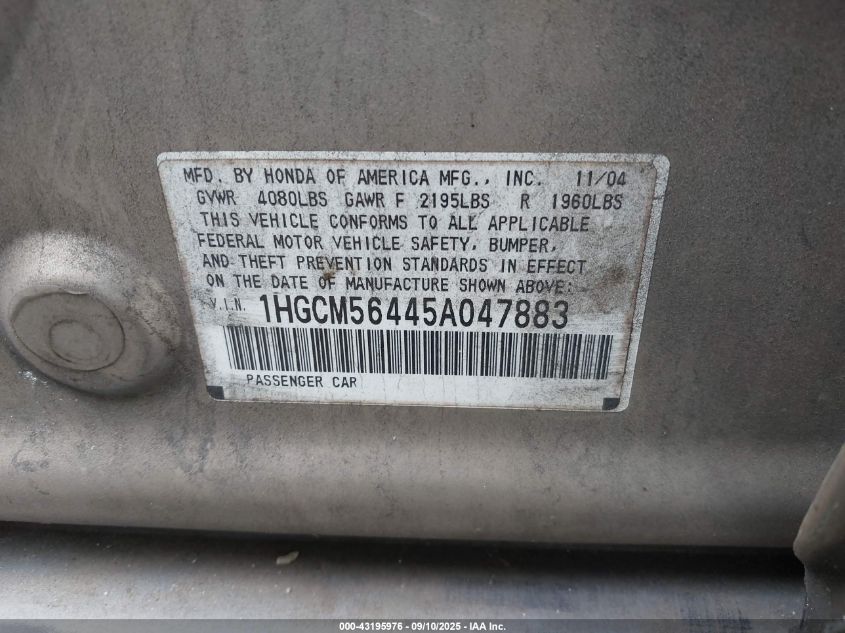 MFD. BY HONDA OF AMERICA MFG., INC. 11/04
GVWR 4080LBS GAWR F 2195LBS R 1960LBS
THIS VEHICLE CONFORMS TO ALL APPLICABLE
FEDERAL MOTOR VEHICLE SAFETY, BUMPER,
AND THEFT PREVENTION STANDARDS IN EFFECT
ON THE DATE OF MANUFACTURE SHOWN ABOVE:
V.I.N. 1HGCM56445A047883
PASSENGER CAR
000-43195976 - 09/10/2025 - IAA Inc.